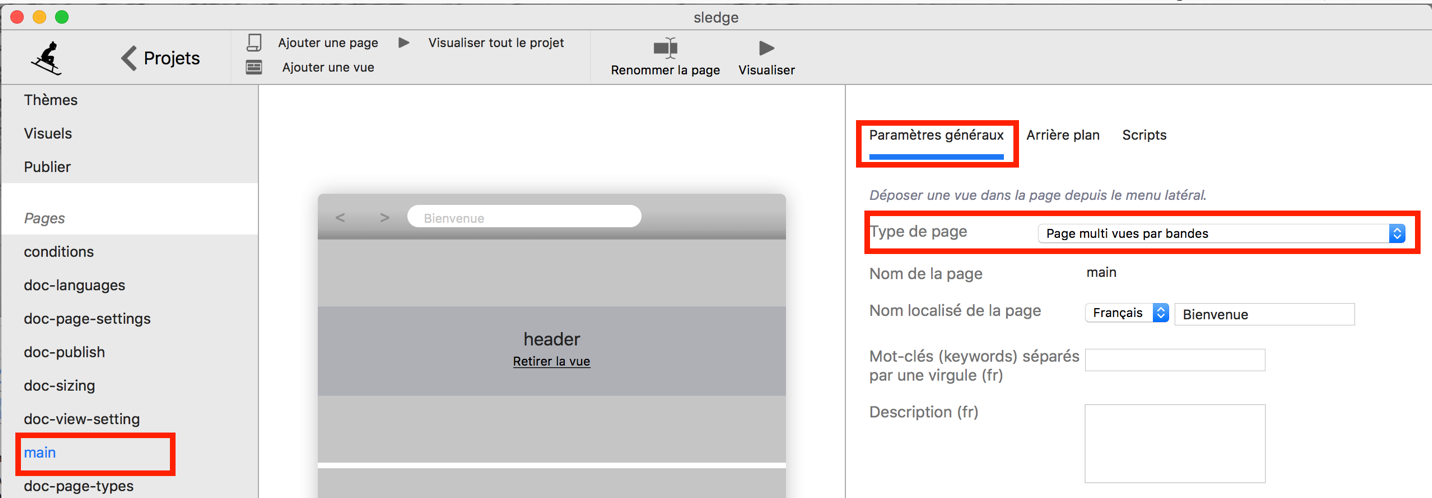 sledge
Projets
Ajouter une page
Visualiser tout le projet
Ajouter une vue
Renommer la page
Visualiser
Thèmes
Visuels
Publier
Pages
conditions
doc-languages
doc-page-settings
doc-publish
doc-sizing
doc-view-setting
main
doc-page-types
< > Bienvenue
header
Retirer la vue
Paramètres généraux
Arrière plan
Scripts
Déposer une vue dans la page depuis le menu latéral.
Type de page
Page multi vues par bandes
Nom de la page
main
Nom localisé de la page
Français
Bienvenue
Mot-clés (keywords) séparés
par une virgule (fr)
Description (fr)